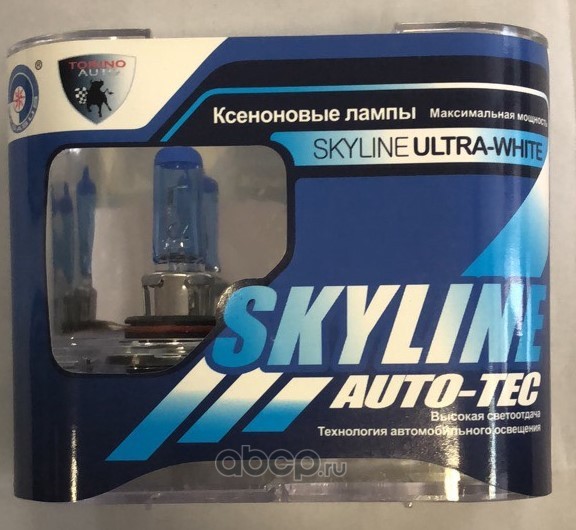 TORINO
AUTO
®
Ксеноновые лампы Максимальная мощность
SKYLINE ULTRA-WHITE
SKYLINE
AUTO-TEC
Высокая светоотдача
Технология автомобильного освещения
abcp.ru